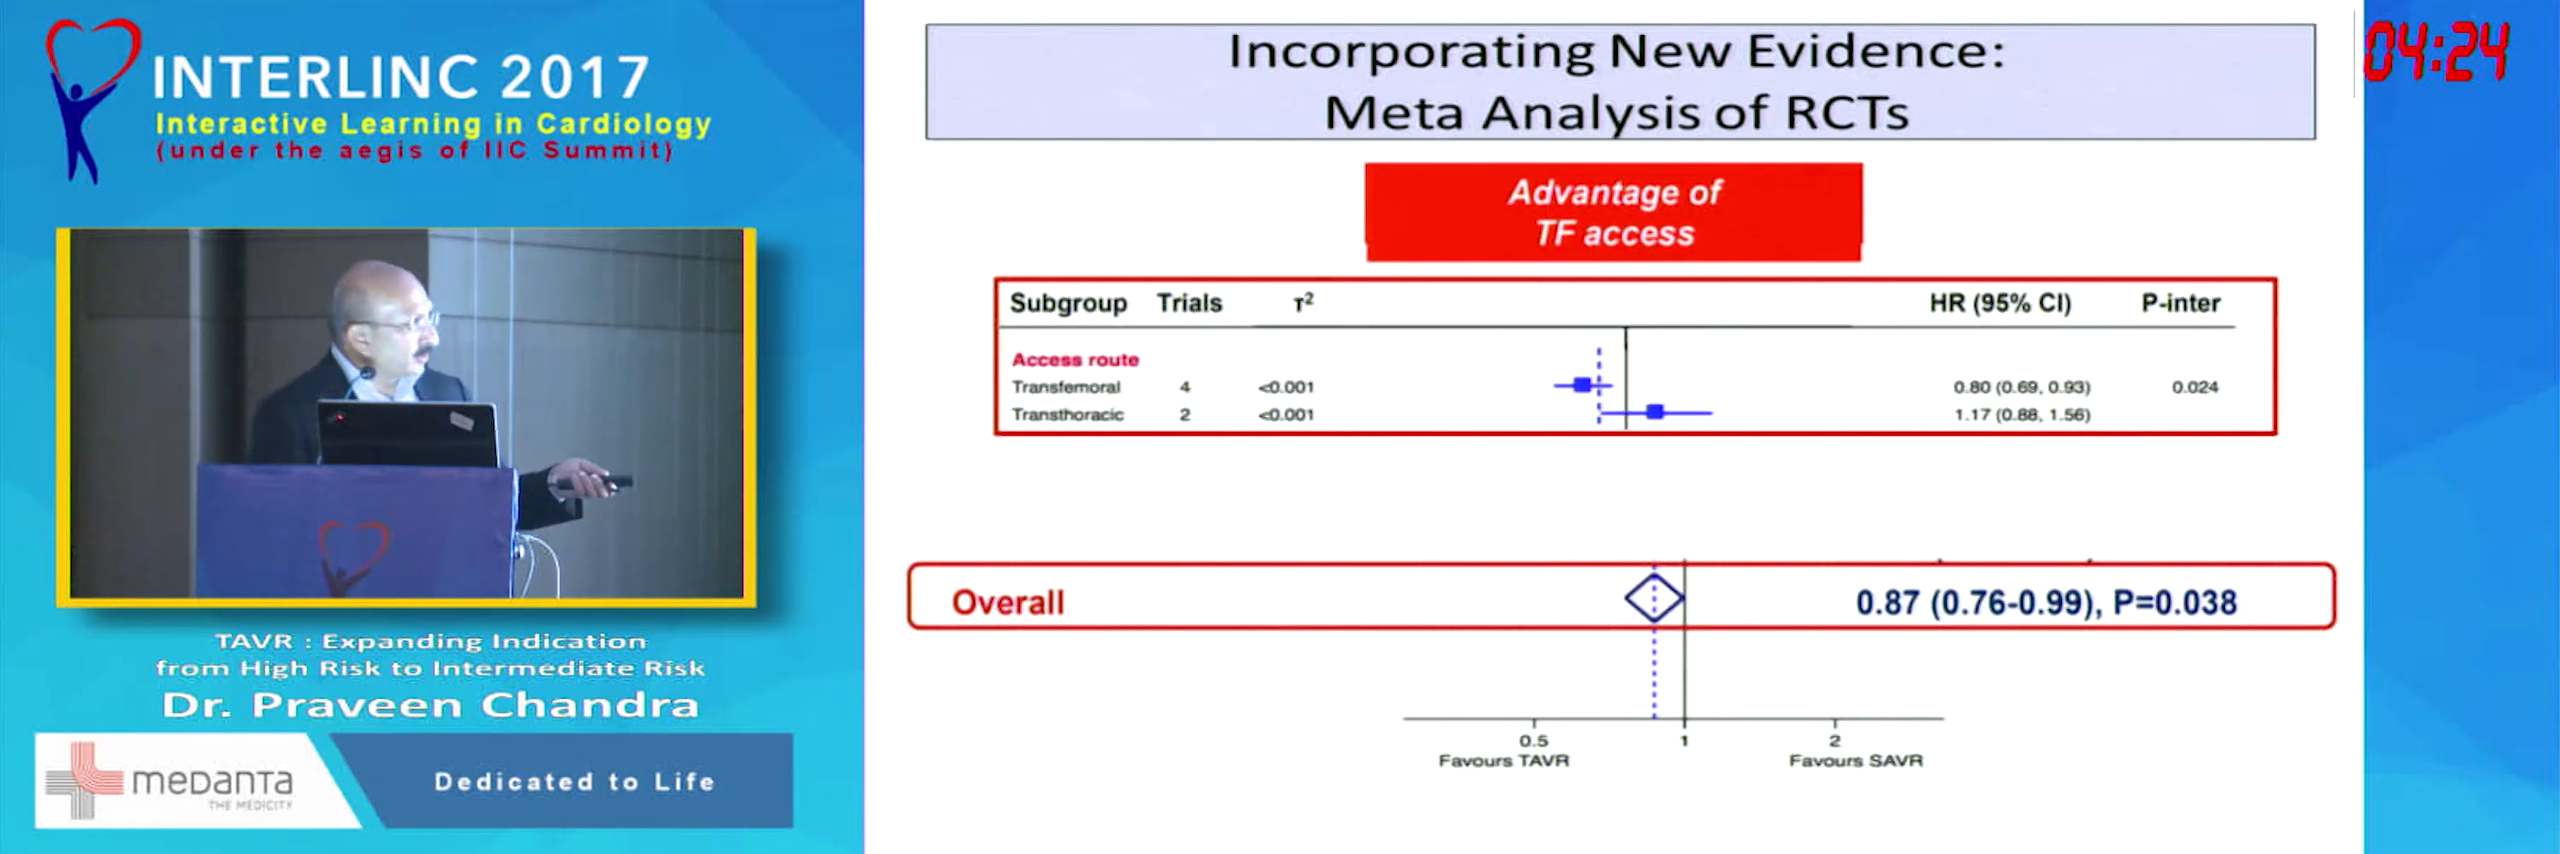 INTERLINC 2017
Interactive Learning in Cardiology
(under the aegis of IIC Summit)
TAVR : Expanding Indication
from High Risk to Intermediate Risk
Dr. Praveen Chandra
meDanta
THE MEDICITY
Dedicated to Life
Incorporating New Evidence:
Meta Analysis of RCTs
04:24
Advantage of
TF access
Subgroup Trials τ² HR (95% CI) P-inter
Access route
Transfemoral 4 <0.001 0.80 (0.69, 0.93) 0.024
Transthoracic 2 <0.001 1.17 (0.88, 1.56)
Overall 0.87 (0.76-0.99), P=0.038
0.5 1 2
Favours TAVR Favours SAVR